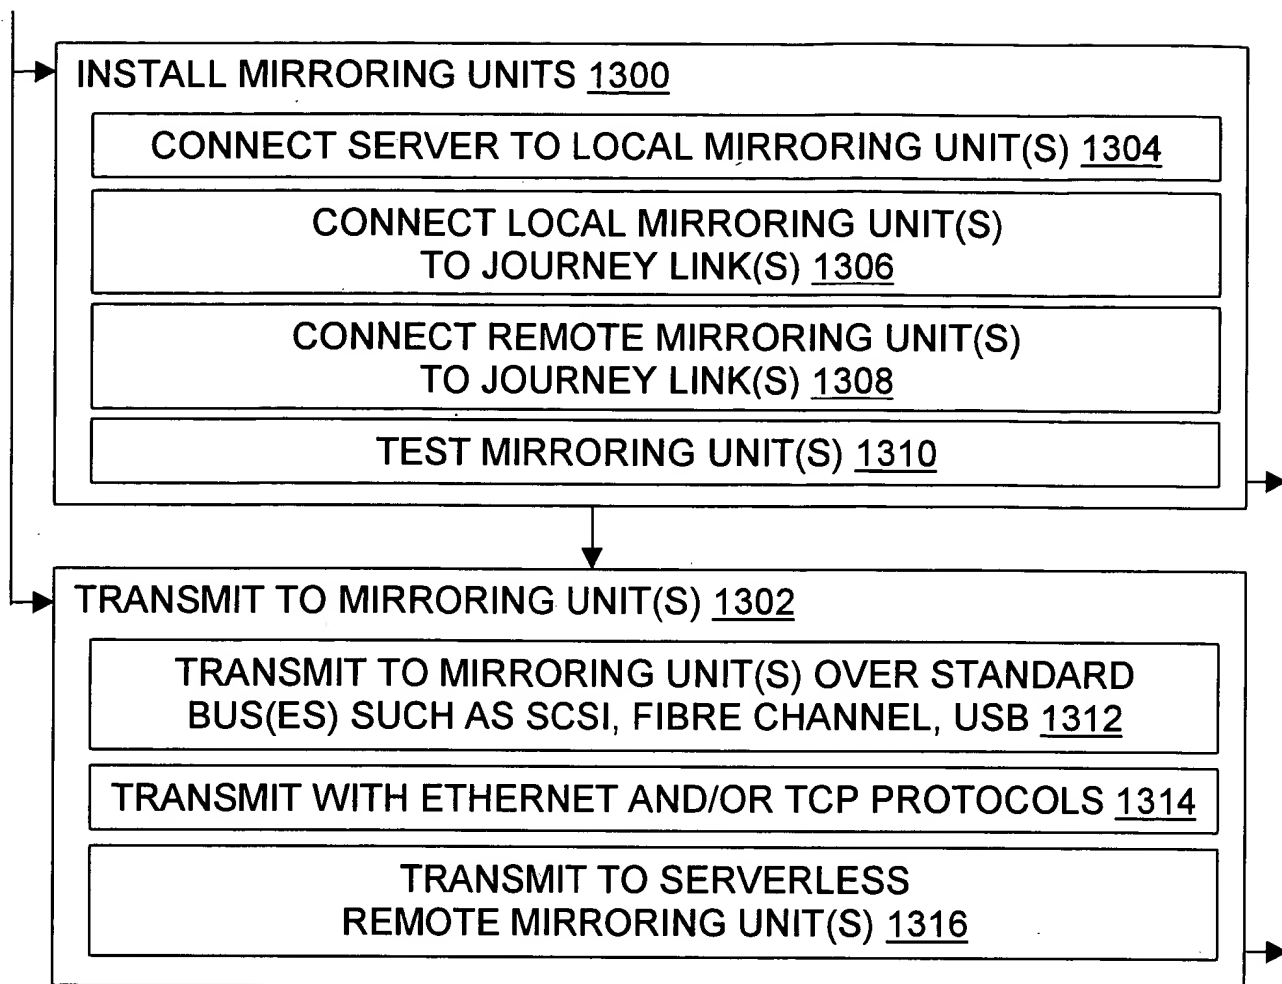 INSTALL MIRRORING UNITS 1300
CONNECT SERVER TO LOCAL MIRRORING UNIT(S) 1304
CONNECT LOCAL MIRRORING UNIT(S)
TO JOURNEY LINK(S) 1306
CONNECT REMOTE MIRRORING UNIT(S)
TO JOURNEY LINK(S) 1308
TEST MIRRORING UNIT(S) 1310
TRANSMIT TO MIRRORING UNIT(S) 1302
TRANSMIT TO MIRRORING UNIT(S) OVER STANDARD
BUS(ES) SUCH AS SCSI, FIBRE CHANNEL, USB 1312
TRANSMIT WITH ETHERNET AND/OR TCP PROTOCOLS 1314
TRANSMIT TO SERVERLESS
REMOTE MIRRORING UNIT(S) 1316